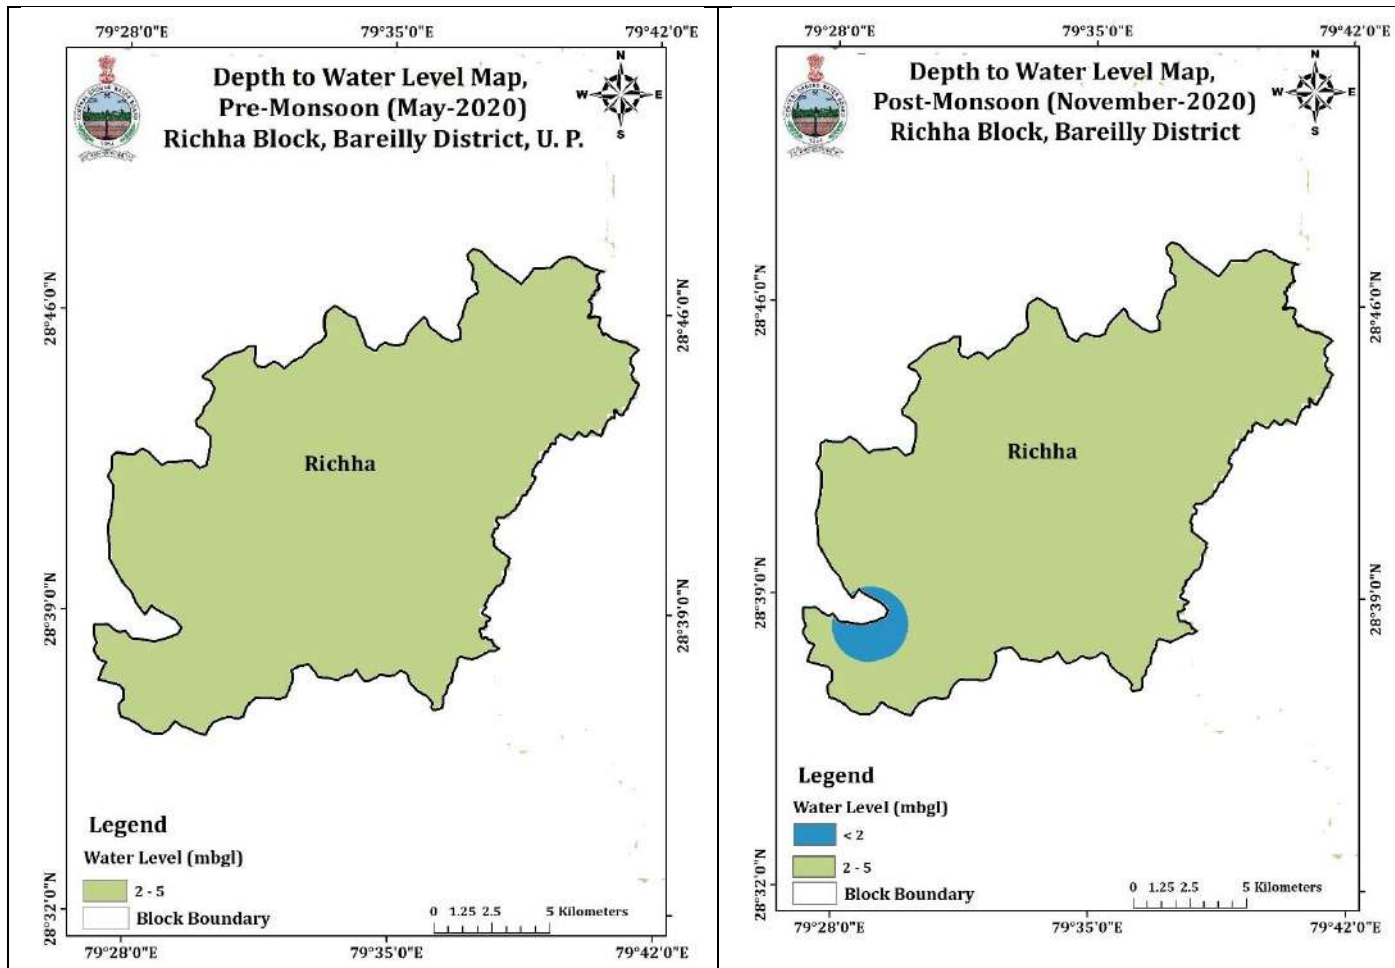 79°28'0"E
79°35'0"E
79°42'0"E
Depth to Water Level Map,
Pre-Monsoon (May-2020)
Richha Block, Bareilly District, U. P.
N
W
E
S
28°46'0"N
28°46'0"N
Richha
28°39'0"N
28°39'0"N
Legend
Water Level (mbgl)
2 - 5
Block Boundary
0 1.25 2.5 5 Kilometers
28°32'0"N
28°32'0"N
79°28'0"E
79°35'0"E
79°42'0"E
79°28'0"E
79°35'0"E
79°42'0"E
Depth to Water Level Map,
Post-Monsoon (November-2020)
Richha Block, Bareilly District
N
W
E
S
28°46'0"N
28°46'0"N
Richha
28°39'0"N
28°39'0"N
Legend
Water Level (mbgl)
< 2
2 - 5
Block Boundary
0 1.25 2.5 5 Kilometers
28°32'0"N
28°32'0"N
79°28'0"E
79°35'0"E
79°42'0"E